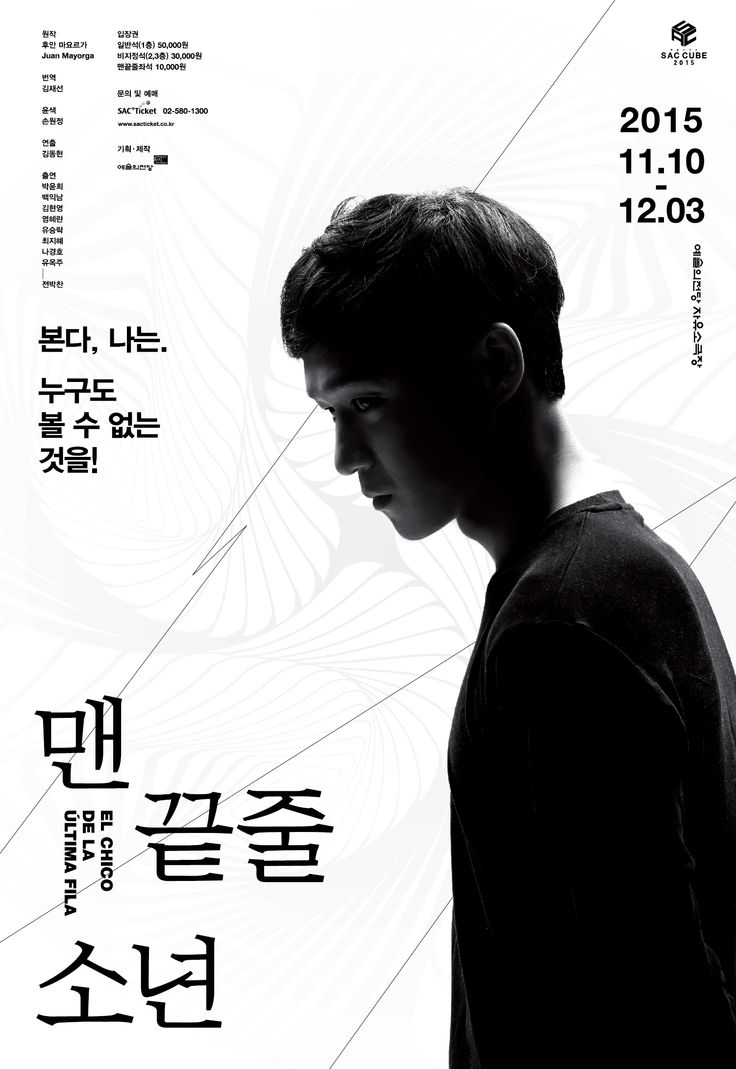 원작
후안 마요르가
Juan Mayorga
번역
김재선
윤색
손원정
연출
김동현
출연
박윤희
백익남
김현영
염혜란
유승락
최지혜
나경호
유옥주
전박찬
입장권
일반석(1층) 50,000원
비지정석(2,3층) 30,000원
맨끝줄좌석 10,000원
문의 및 예매
SAC Ticket 02-580-1300
www.sacticket.co.kr
기획·제작
예술의전당
SAC CUBE
2015
2015
11.10
-
12.03
예술의전당 자유소극장
본다, 나는.
누구도
볼 수 없는
것을!
맨
끝줄
소년
EL CHICO
DE LA
ÚLTIMA FILA